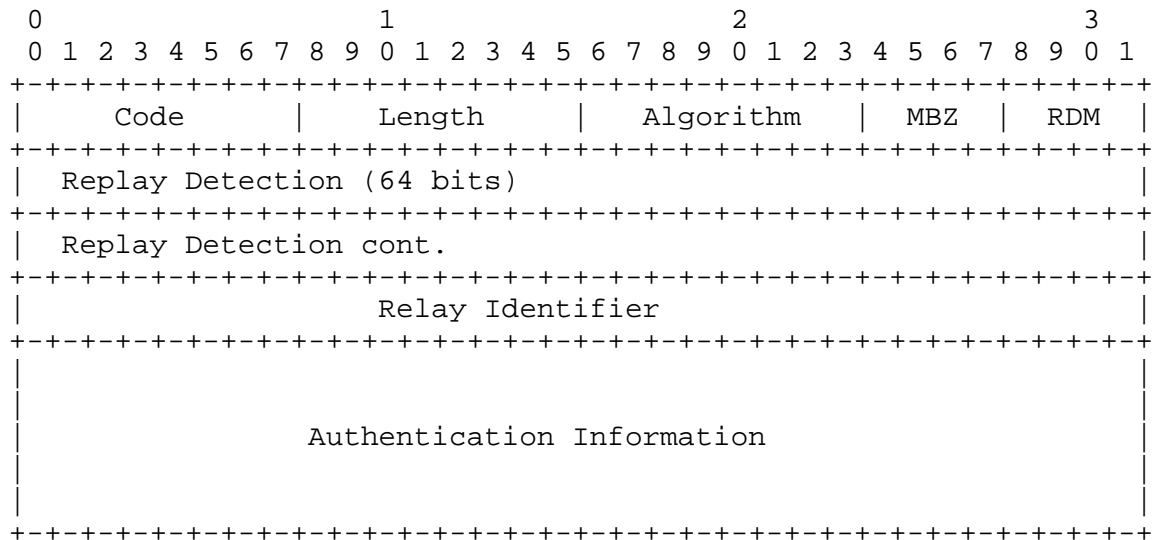 0                   1                   2                   3
 0 1 2 3 4 5 6 7 8 9 0 1 2 3 4 5 6 7 8 9 0 1 2 3 4 5 6 7 8 9 0 1
+-+-+-+-+-+-+-+-+-+-+-+-+-+-+-+-+-+-+-+-+-+-+-+-+-+-+-+-+-+-+-+-+
|     Code      |    Length     |   Algorithm   |  MBZ  |  RDM  |
+-+-+-+-+-+-+-+-+-+-+-+-+-+-+-+-+-+-+-+-+-+-+-+-+-+-+-+-+-+-+-+-+
|  Replay Detection (64 bits)                                   |
+-+-+-+-+-+-+-+-+-+-+-+-+-+-+-+-+-+-+-+-+-+-+-+-+-+-+-+-+-+-+-+-+
|  Replay Detection cont.                                       |
+-+-+-+-+-+-+-+-+-+-+-+-+-+-+-+-+-+-+-+-+-+-+-+-+-+-+-+-+-+-+-+-+
|                    Relay Identifier                           |
+-+-+-+-+-+-+-+-+-+-+-+-+-+-+-+-+-+-+-+-+-+-+-+-+-+-+-+-+-+-+-+-+
|                                                               |
|                                                               |
|                Authentication Information                     |
|                                                               |
|                                                               |
+-+-+-+-+-+-+-+-+-+-+-+-+-+-+-+-+-+-+-+-+-+-+-+-+-+-+-+-+-+-+-+-+